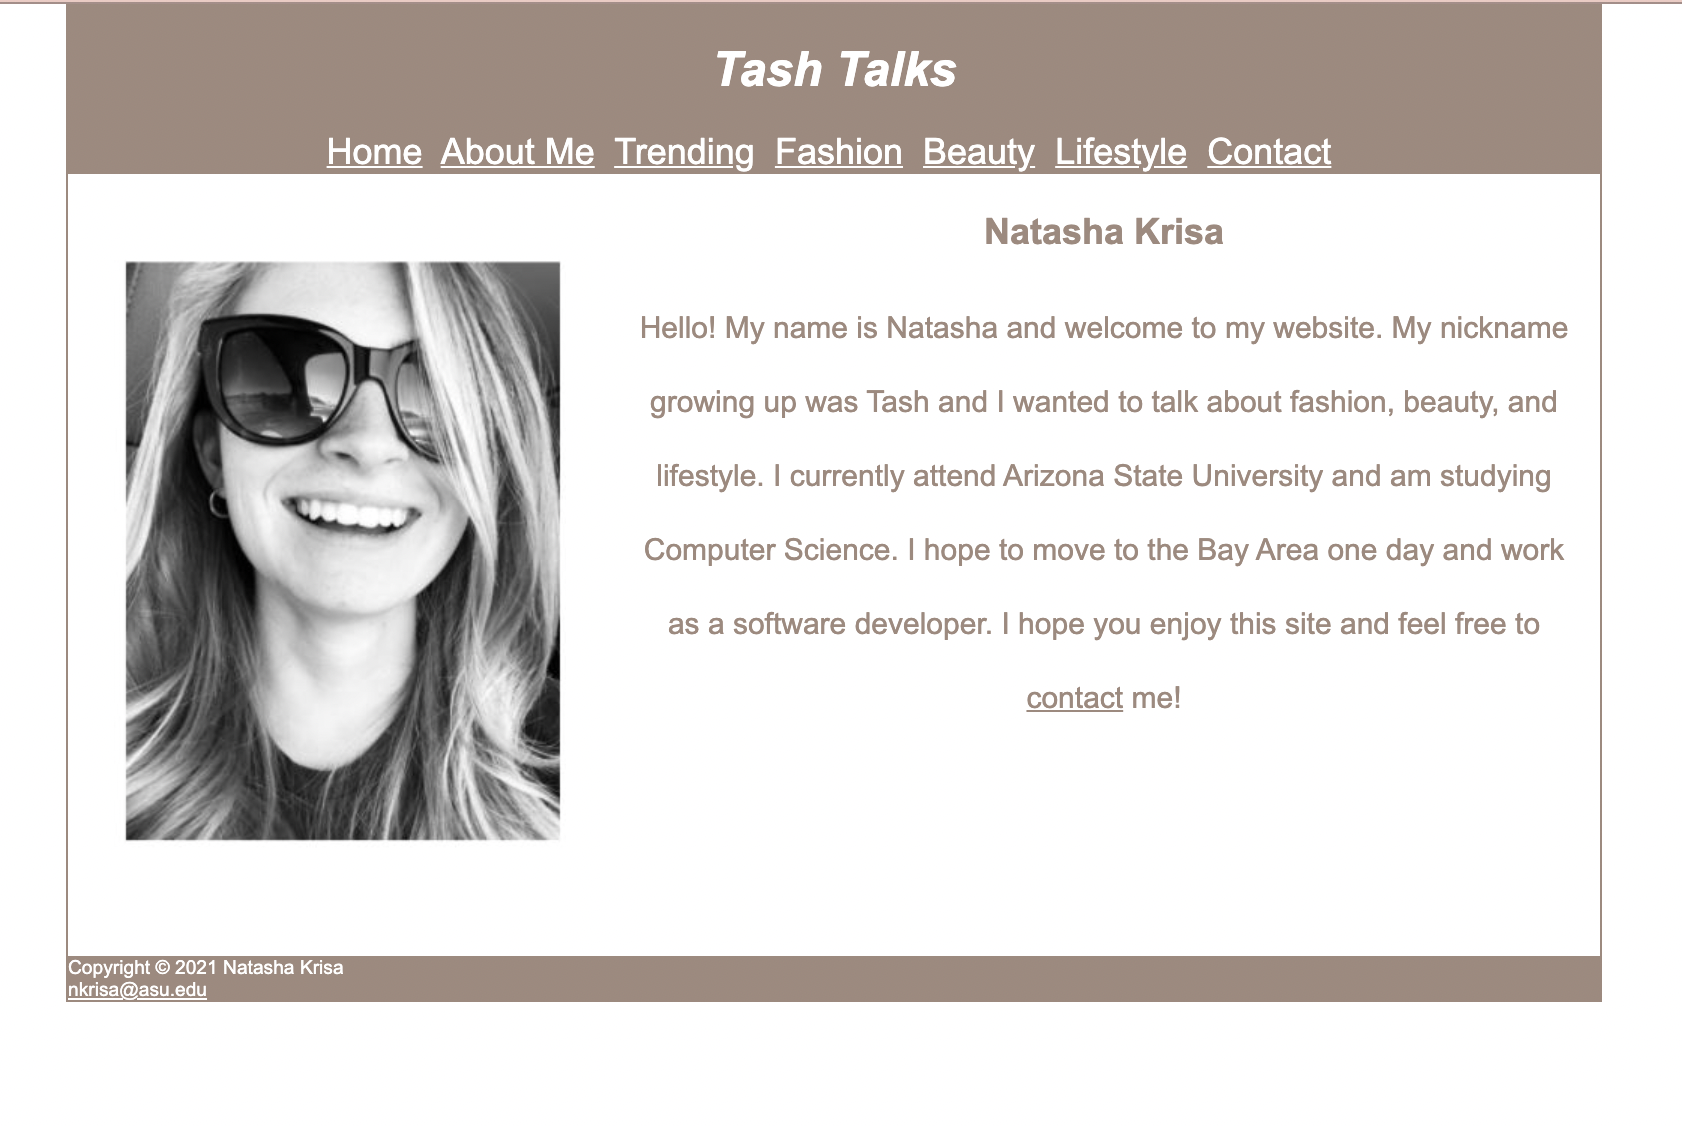 Tash Talks
Home About Me Trending Fashion Beauty Lifestyle Contact
Natasha Krisa
Hello! My name is Natasha and welcome to my website. My nickname
growing up was Tash and I wanted to talk about fashion, beauty, and
lifestyle. I currently attend Arizona State University and am studying
Computer Science. I hope to move to the Bay Area one day and work
as a software developer. I hope you enjoy this site and feel free to
contact me!
Copyright © 2021 Natasha Krisa
nkrisa@asu.edu